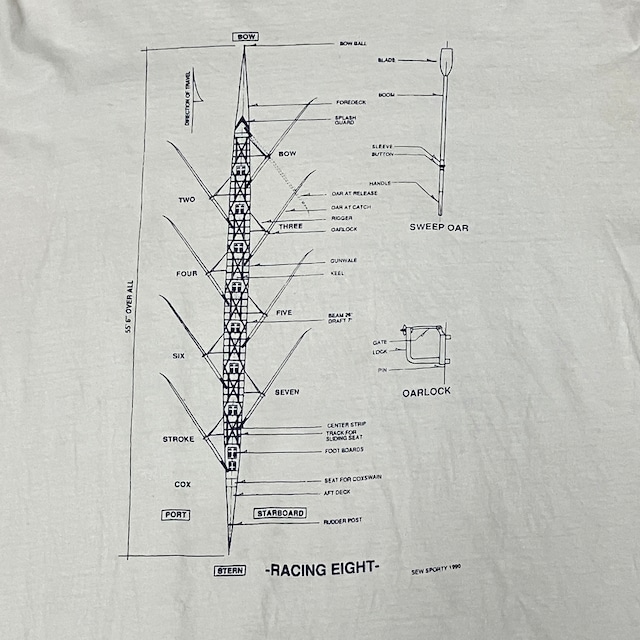 BOW
BOW BALL
DIRECTION OF TRAVEL
FOREDECK
SPLASH
GUARD
BOW
TWO
OAR AT RELEASE
OAR AT CATCH
RIGGER
THREE
OARLOCK
GUNWALE
FOUR
KEEL
FIVE
BEAM 26"
DRAFT 7"
55' 6" OVER ALL
SIX
SEVEN
CENTER STRIP
TRACK FOR
SLIDING SEAT
STROKE
FOOT BOARDS
COX
SEAT FOR COXSWAIN
AFT DECK
PORT
STARBOARD
RUDDER POST
STERN
-RACING EIGHT-
SEW SPORTY 1990
BLADE
BOOM
SLEEVE
BUTTON
HANDLE
SWEEP OAR
GATE
LOCK
PIN
OARLOCK